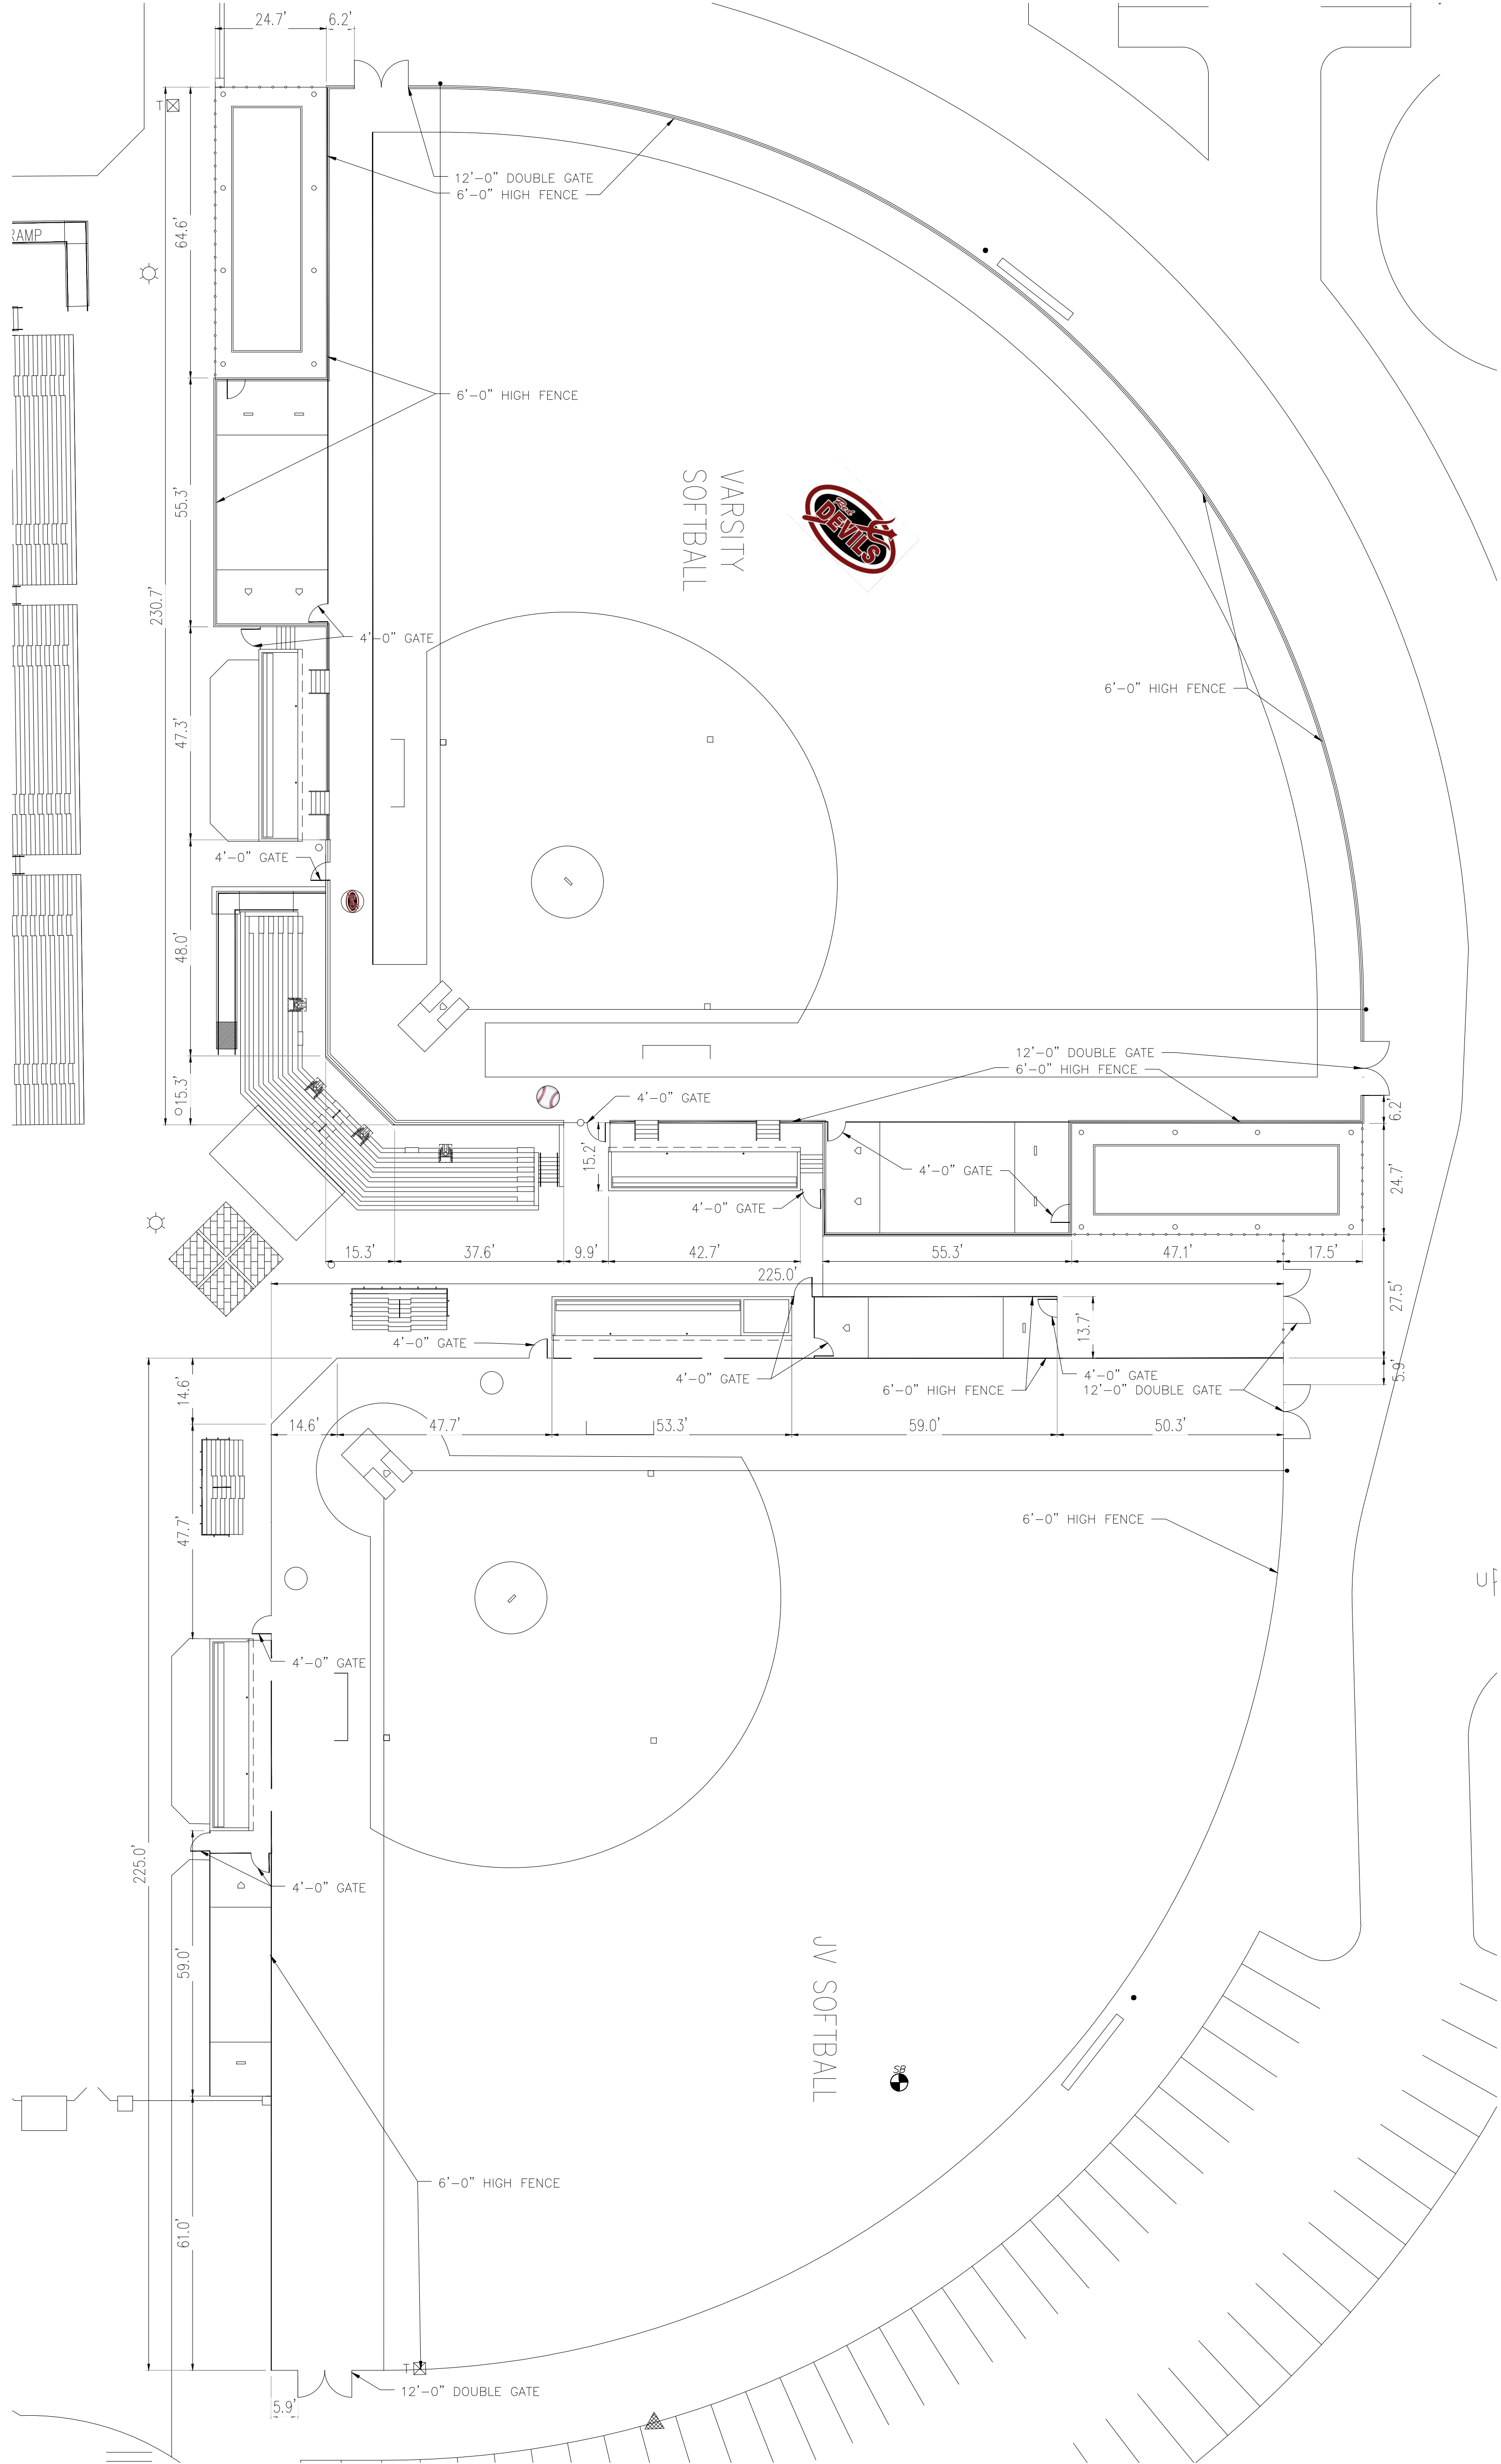 24.7' 6.2'
T
12'-0" DOUBLE GATE
6'-0" HIGH FENCE
64.6'
RAMP
6'-0" HIGH FENCE
VARSITY
SOFTBALL
Red
DEVILS
55.3'
230.7'
4'-0" GATE
6'-0" HIGH FENCE
47.3'
4'-0" GATE
48.0'
12'-0" DOUBLE GATE
6'-0" HIGH FENCE
15.3'
4'-0" GATE
6.2'
15.2'
4'-0" GATE
24.7'
4'-0" GATE
15.3' 37.6' 9.9' 42.7' 55.3' 47.1' 17.5'
225.0'
27.5'
13.7'
4'-0" GATE
4'-0" GATE
4'-0" GATE
5.9'
6'-0" HIGH FENCE
12'-0" DOUBLE GATE
14.6'
14.6' 47.7' 53.3' 59.0' 50.3'
6'-0" HIGH FENCE
47.7'
UP
4'-0" GATE
225.0'
4'-0" GATE
59.0'
JV SOFTBALL
SB
6'-0" HIGH FENCE
61.0'
T
12'-0" DOUBLE GATE
5.9'